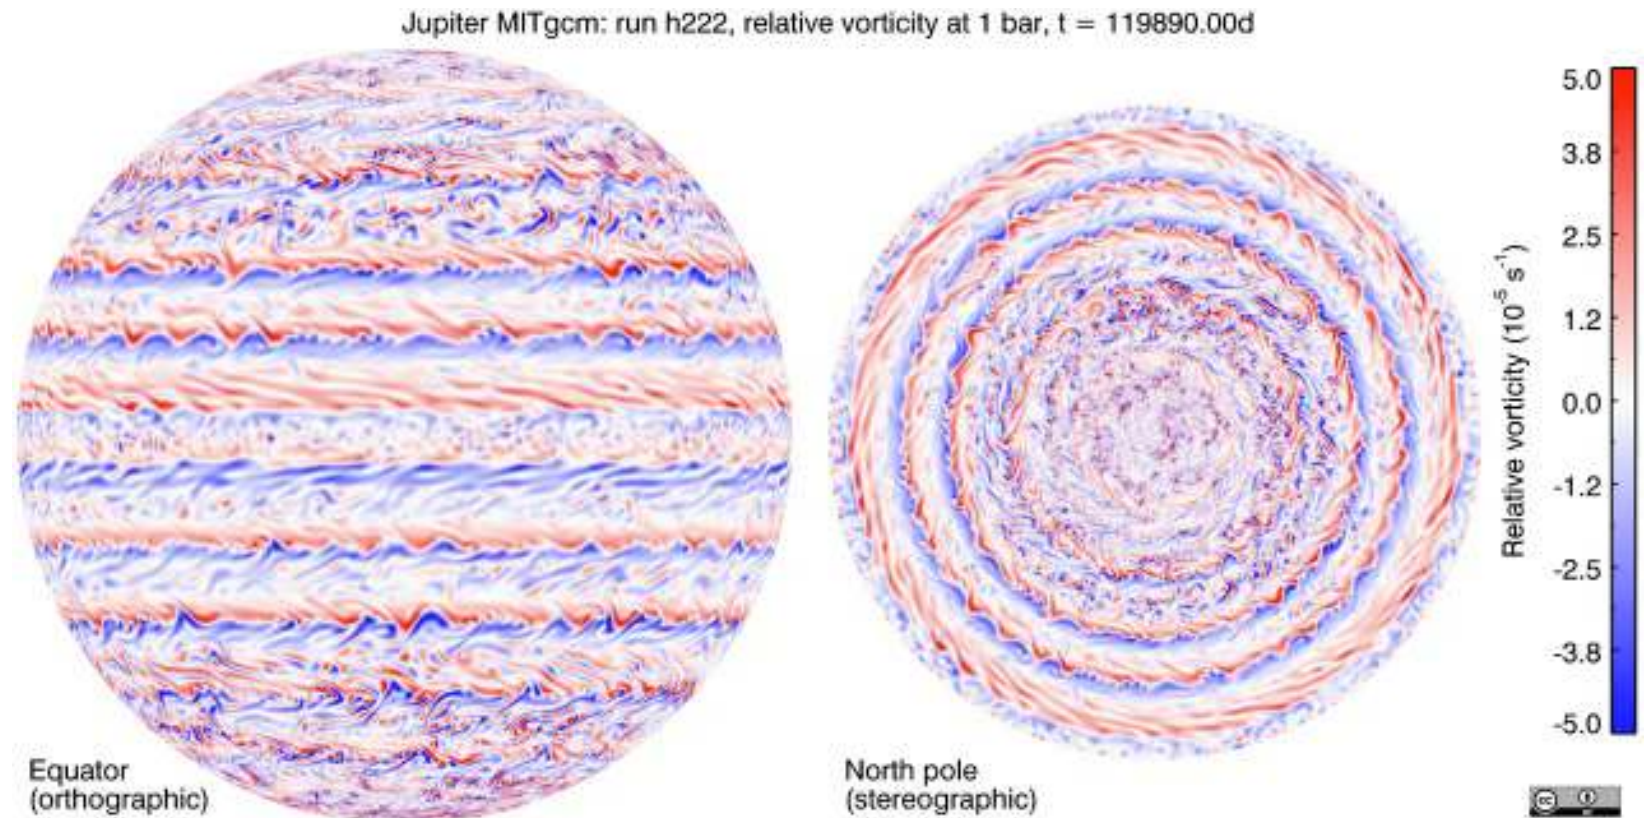 Jupiter MITgcm: run h222, relative vorticity at 1 bar, t = 119890.00d
Equator
(orthographic)
North pole
(stereographic)
5.0
3.8
2.5
1.2
0.0
-1.2
-2.5
-3.8
-5.0
Relative vorticity (10⁻⁵ s⁻¹)
cc